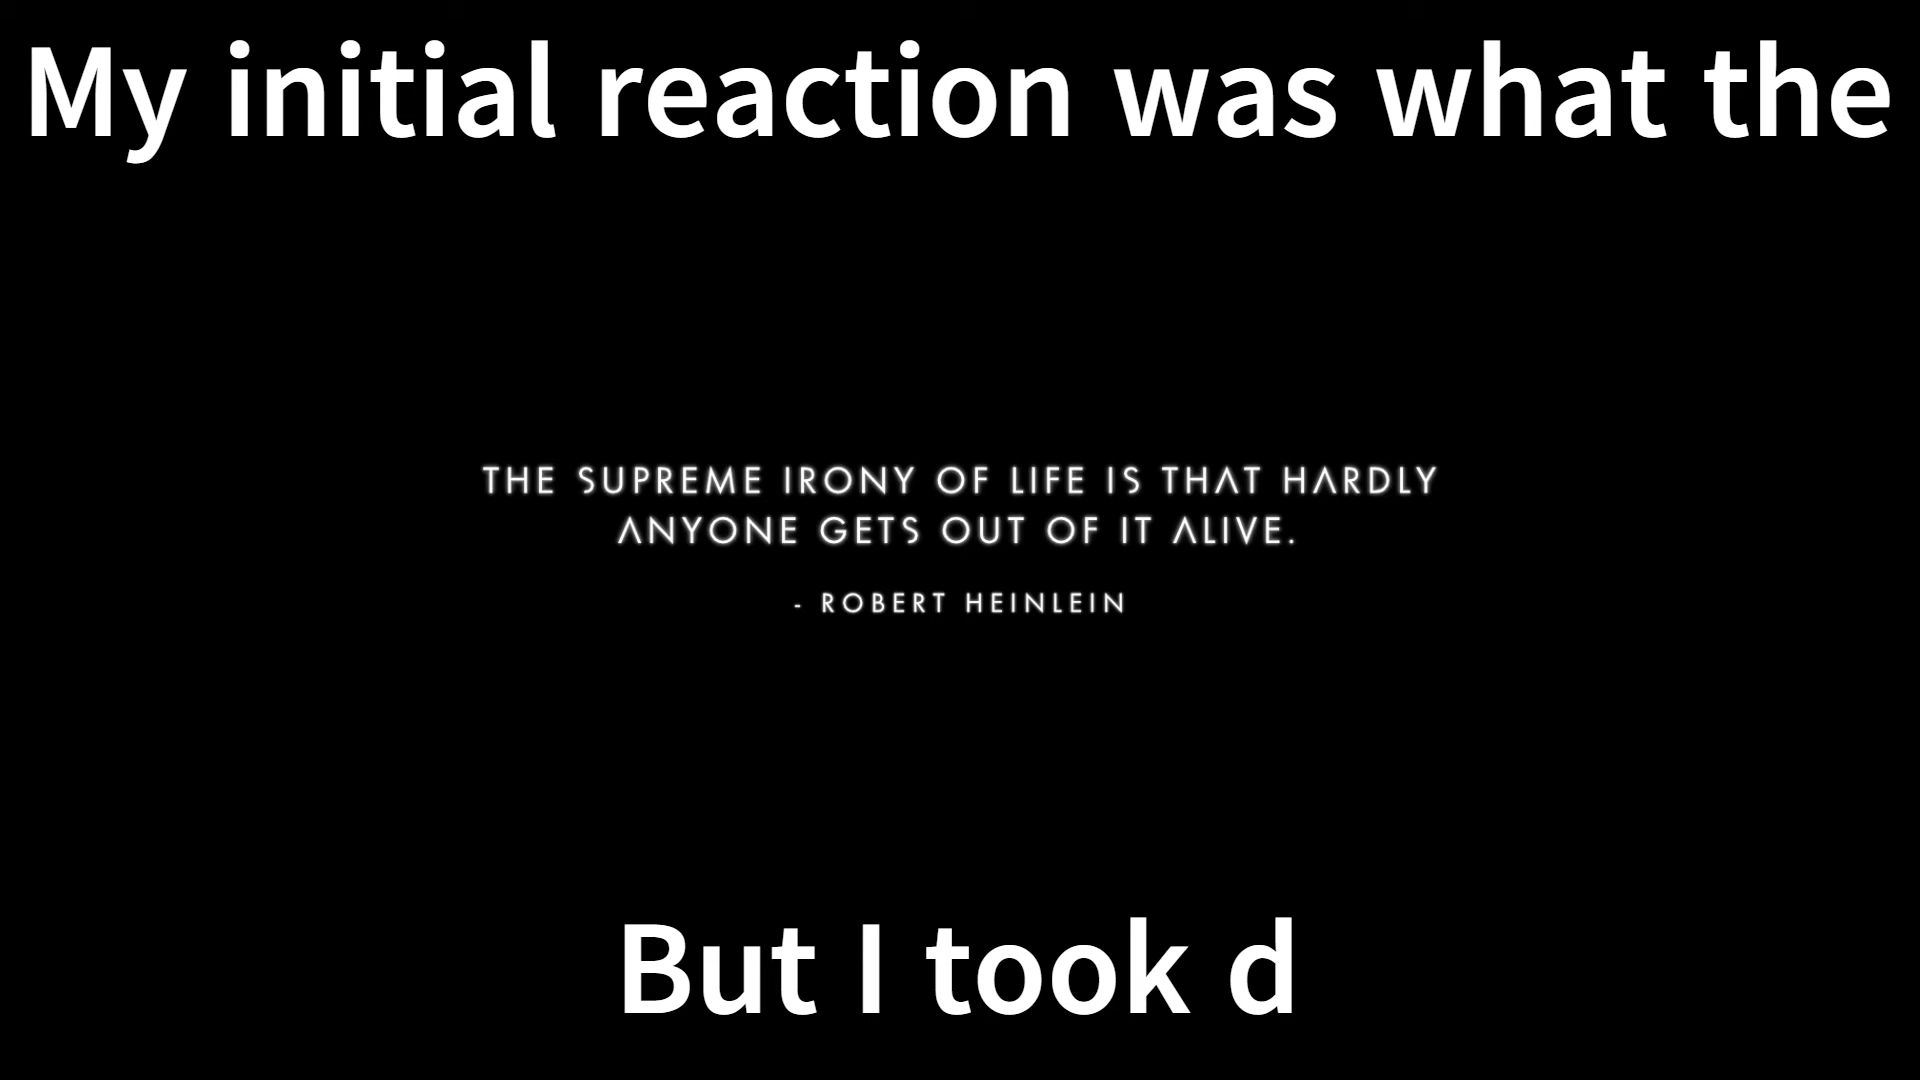 My initial reaction was what the
THE SUPREME IRONY OF LIFE IS THAT HARDLY
ANYONE GETS OUT OF IT ALIVE.
- ROBERT HEINLEIN
But I took d